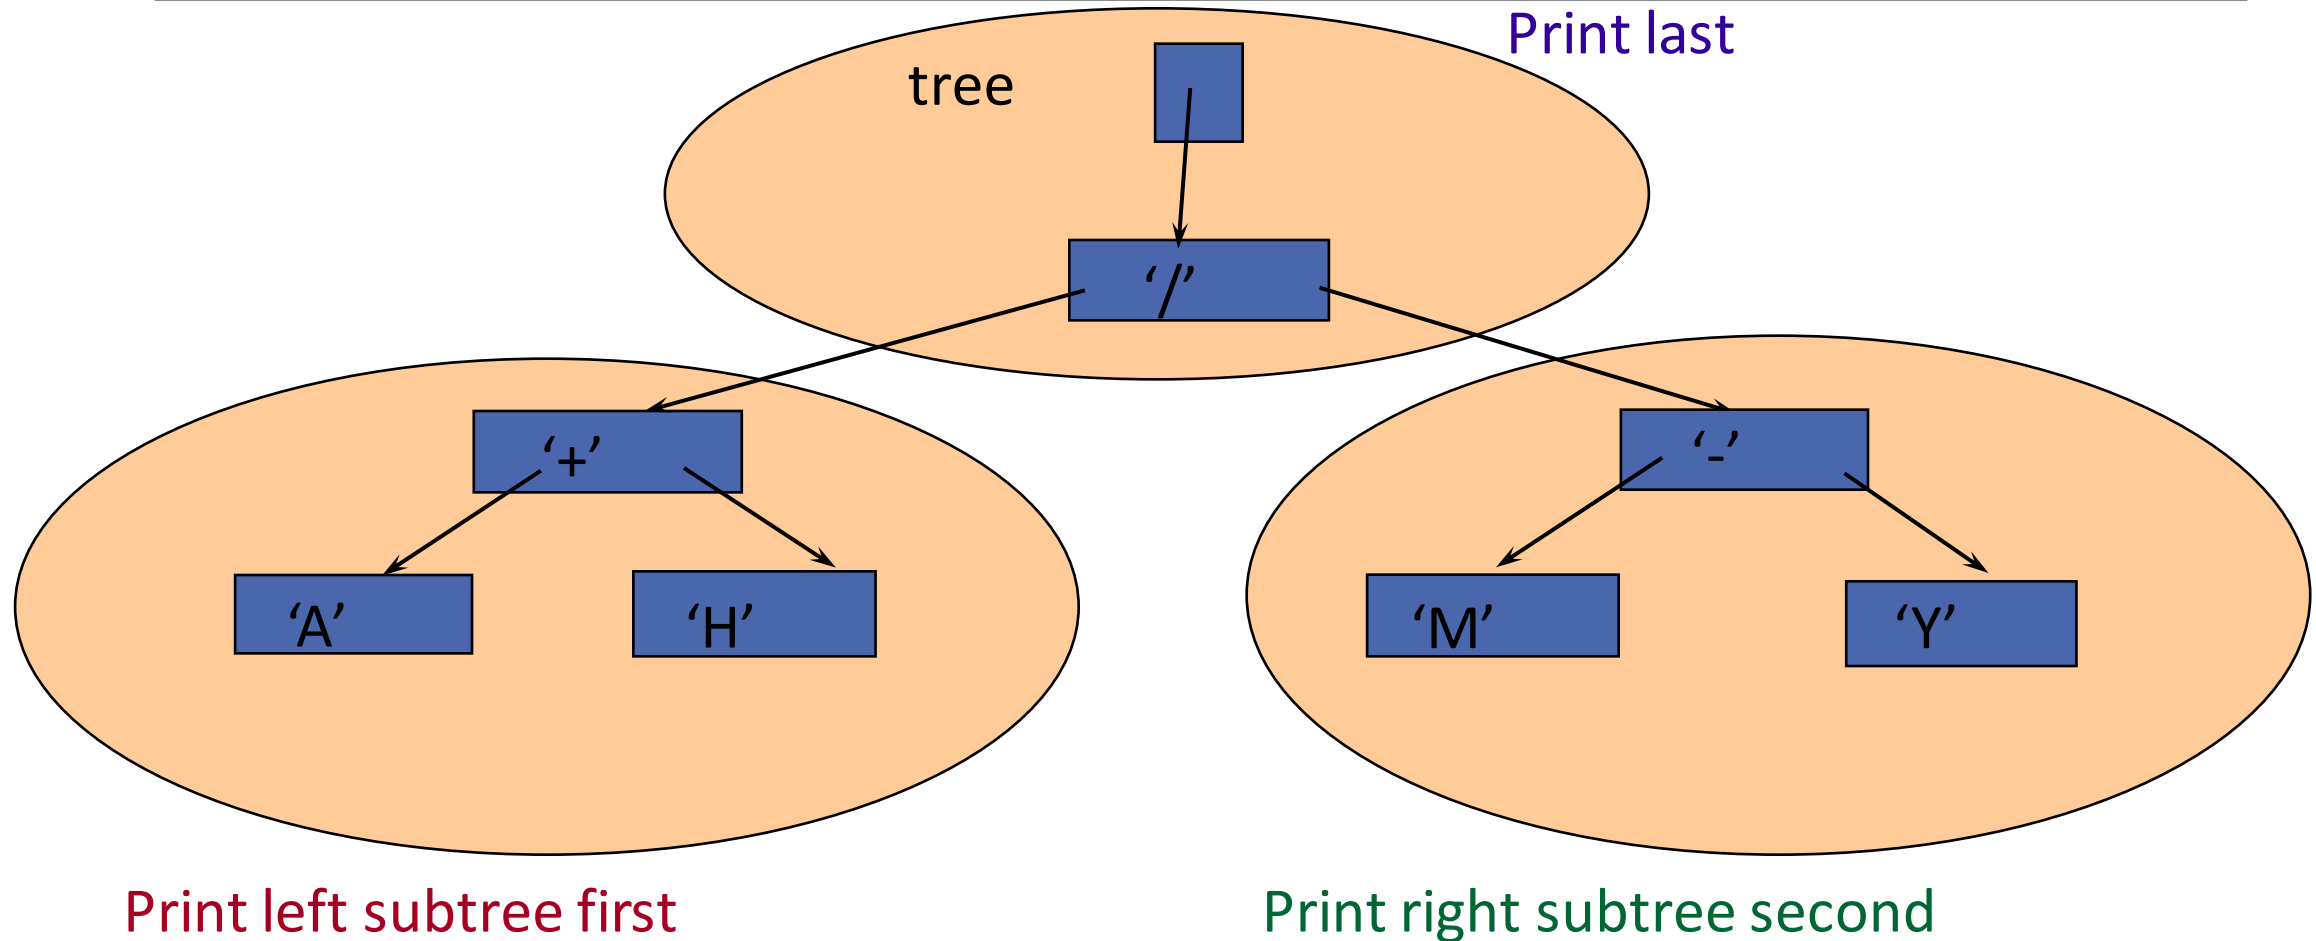 Print last
tree
‘/’
‘+’
‘-’
‘A’
‘H’
‘M’
‘Y’
Print left subtree first
Print right subtree second